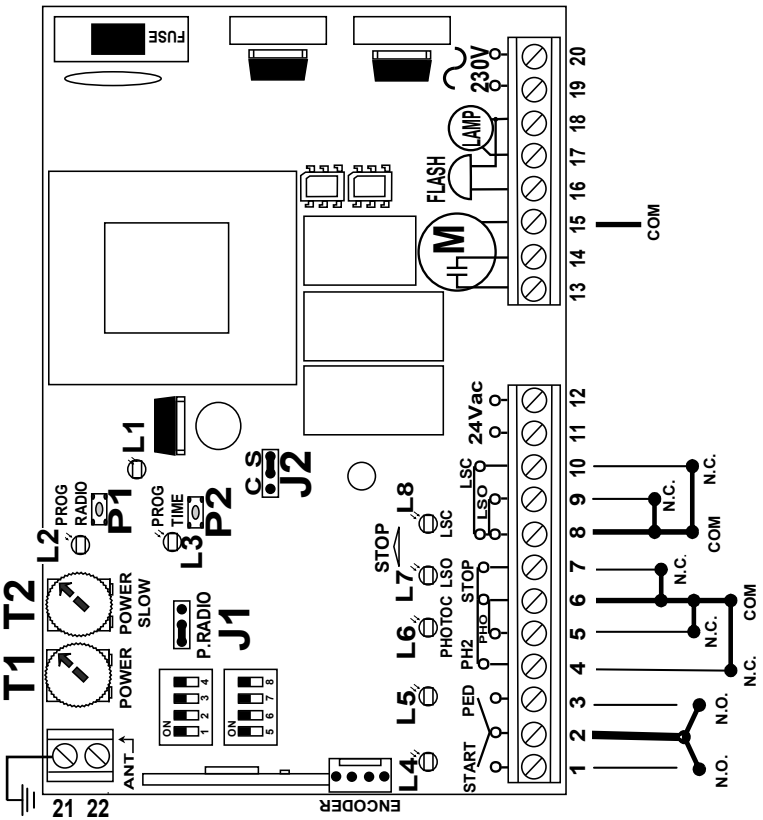 FUSE
230V
LAMP
FLASH
M
20
19
18
17
16
15
14
13
COM
L1
L2
PROG
RADIO
P1
PROG
TIME
P2
L3
C S
J2
T2
POWER
SLOW
T1
POWER
P.RADIO
J1
ON
1 2 3 4
ON
5 6 7 8
ANT.
21 22
ENCODER
L4
L5
L6
PHOTOC
L7
LSO
STOP
L8
LSC
24Vac
LSC
LSO
STOP
PHO
PH2
PED
START
12
11
10
9
8
7
6
5
4
3
2
1
N.C.
N.C.
COM
N.C.
N.C.
COM
N.C.
N.O.
N.O.